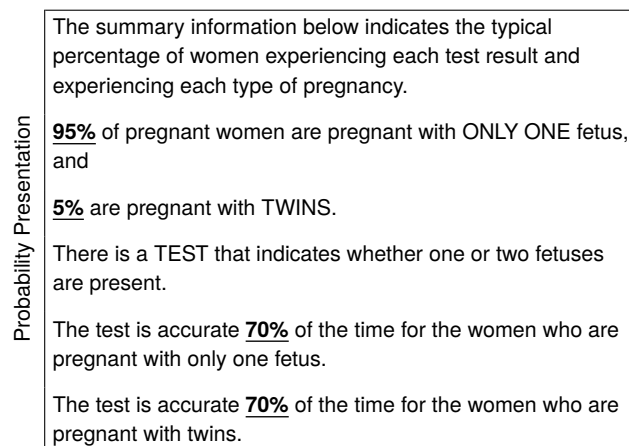 Probability Presentation
The summary information below indicates the typical
percentage of women experiencing each test result and
experiencing each type of pregnancy.
95% of pregnant women are pregnant with ONLY ONE fetus,
and
5% are pregnant with TWINS.
There is a TEST that indicates whether one or two fetuses
are present.
The test is accurate 70% of the time for the women who are
pregnant with only one fetus.
The test is accurate 70% of the time for the women who are
pregnant with twins.